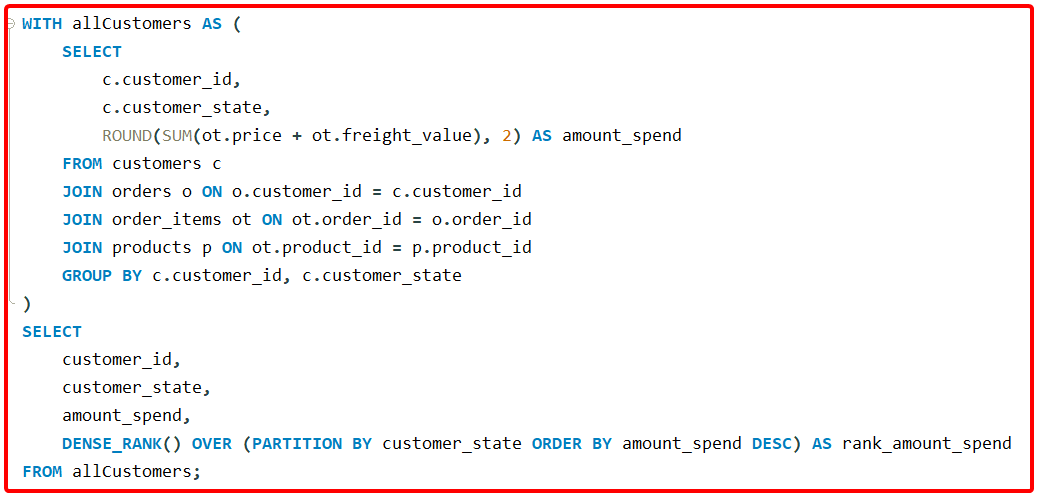 WITH allCustomers AS (
    SELECT
        c.customer_id,
        c.customer_state,
        ROUND(SUM(ot.price + ot.freight_value), 2) AS amount_spend
    FROM customers c
    JOIN orders o ON o.customer_id = c.customer_id
    JOIN order_items ot ON ot.order_id = o.order_id
    JOIN products p ON ot.product_id = p.product_id
    GROUP BY c.customer_id, c.customer_state
)
SELECT
    customer_id,
    customer_state,
    amount_spend,
    DENSE_RANK() OVER (PARTITION BY customer_state ORDER BY amount_spend DESC) AS rank_amount_spend
FROM allCustomers;